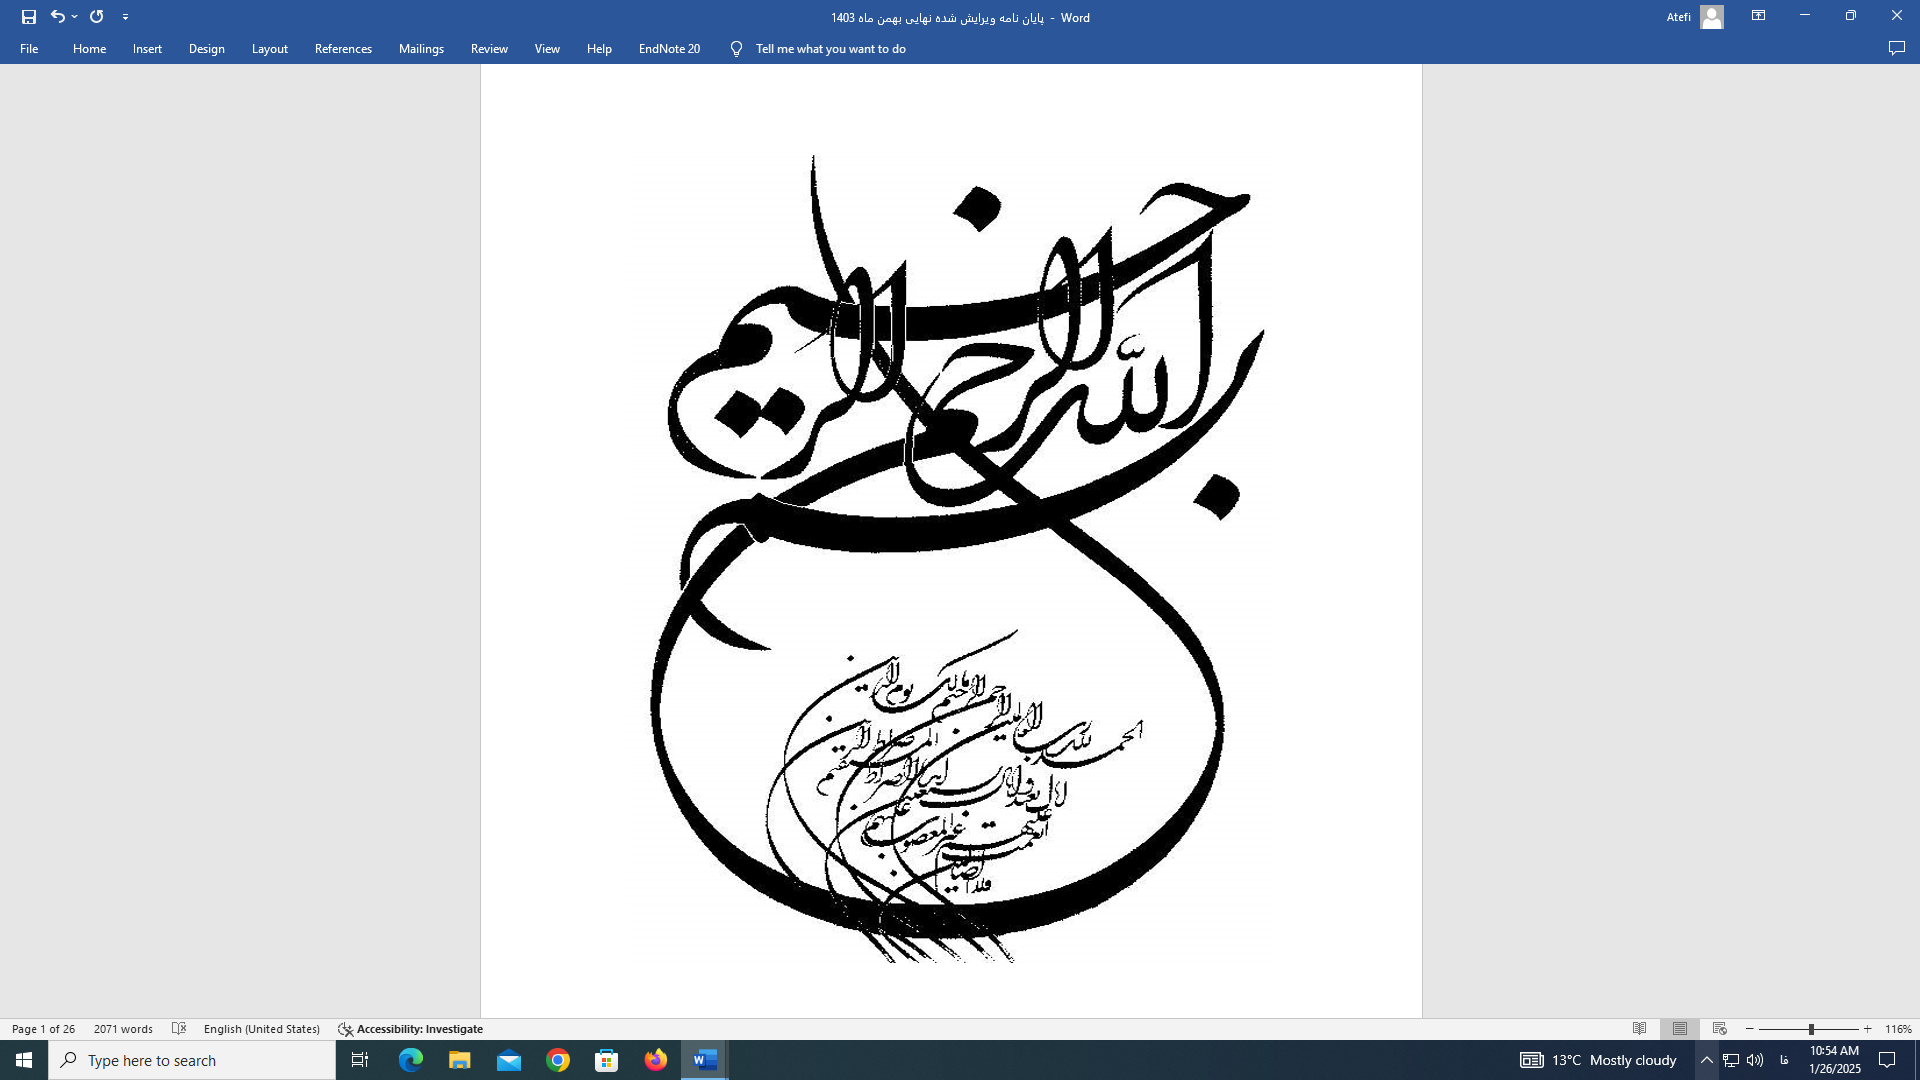 پایان نامه ویرایش شده نهایی بهمن ماه 1403 - Word
Atefi
File Home Insert Design Layout References Mailings Review View Help EndNote 20 Tell me what you want to do
بسم الله الرحمن الرحیم
الحمد لله رب العالمین الرحمن الرحیم مالک یوم الدین
ایاک نعبد و ایاک نستعین اهدنا الصراط المستقیم صراط الذین
انعمت علیهم غیر المغضوب علیهم
ولا الضالین
Page 1 of 26 2071 words English (United States) Accessibility: Investigate 116%
Type here to search 13°C Mostly cloudy فا 10:54 AM
1/26/2025